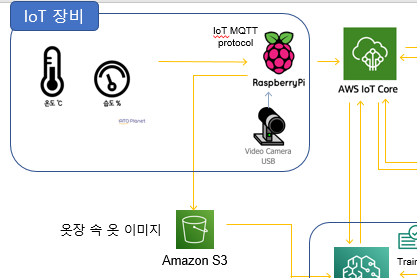 IoT 장비
IoT MQTT
protocol
온도 ℃
습도 %
RaspberryPi
AWS IoT Core
Video Camera
USB
옷장 속 옷 이미지
Amazon S3
Train